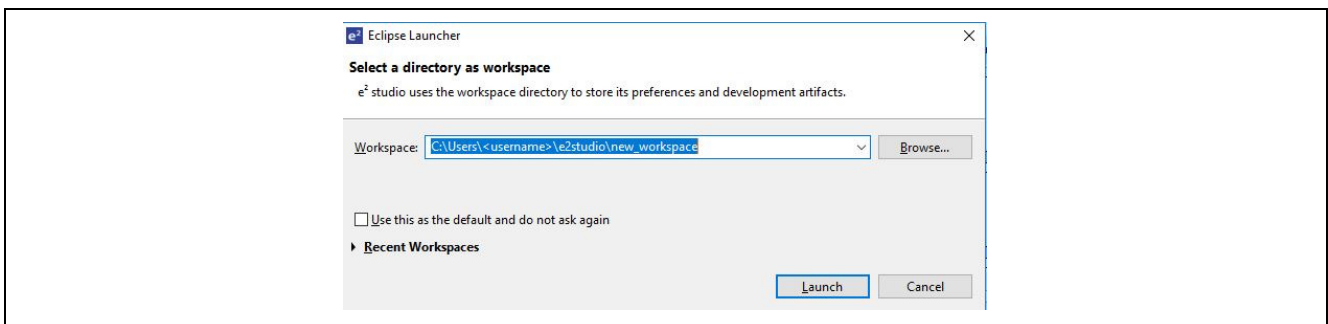 e² Eclipse Launcher
Select a directory as workspace
e² studio uses the workspace directory to store its preferences and development artifacts.
Workspace: C:\Users\<username>\e2studio\new_workspace Browse...
Use this as the default and do not ask again
Recent Workspaces
Launch Cancel